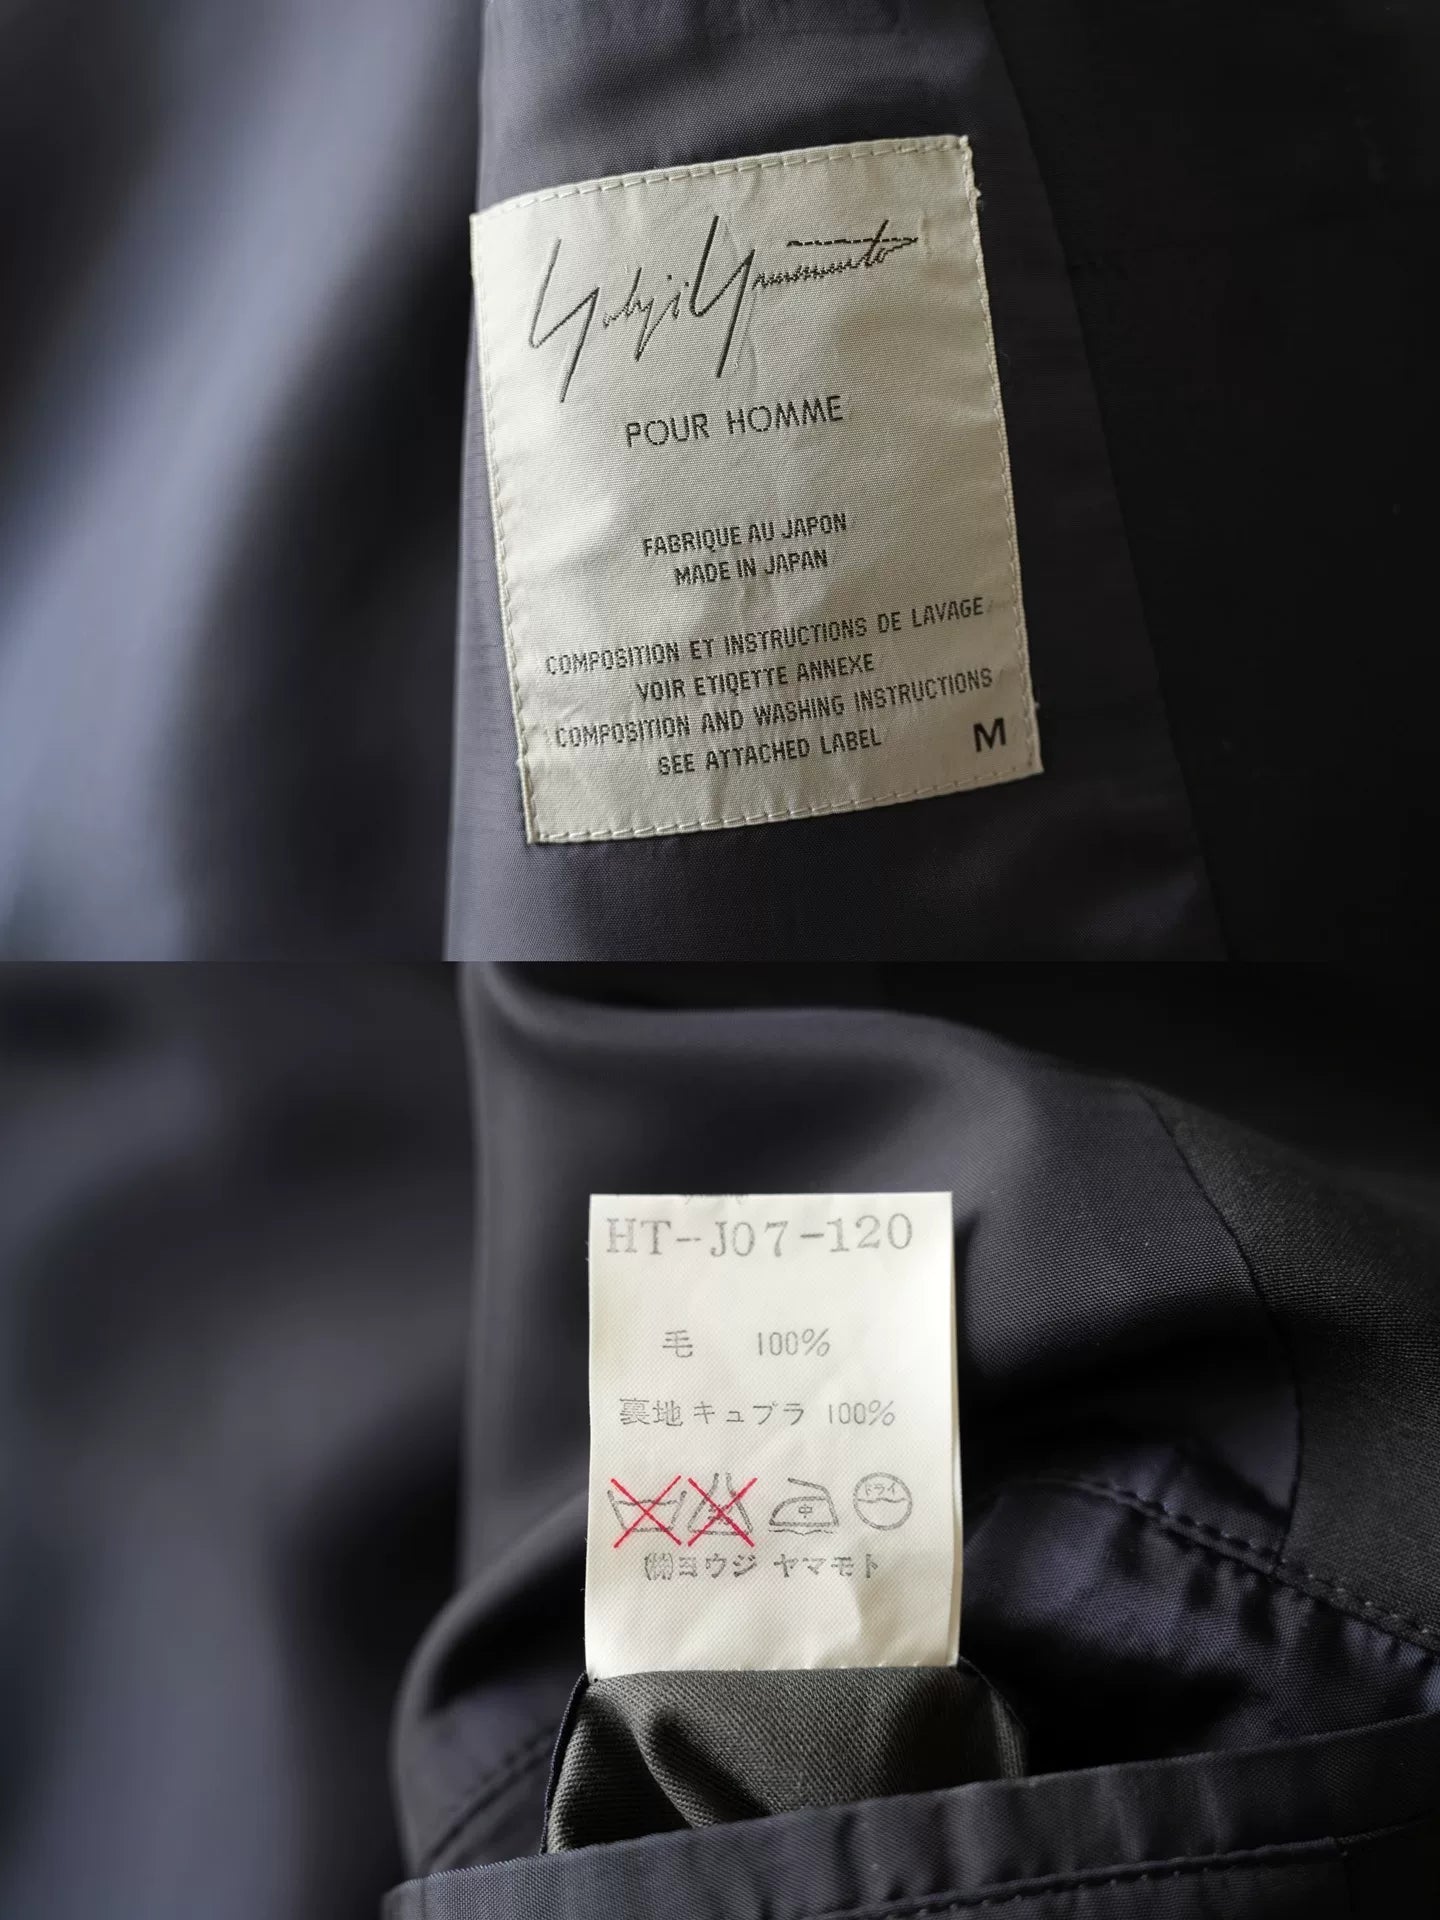 Yohji Yamamoto
POUR HOMME
FABRIQUE AU JAPON
MADE IN JAPAN
COMPOSITION ET INSTRUCTIONS DE LAVAGE
VOIR ETIQETTE ANNEXE
COMPOSITION AND WASHING INSTRUCTIONS
SEE ATTACHED LABEL
M
HT-J07-120
毛 100%
裏地 キュプラ 100%
中 ドライ
㈱ヨウジ ヤマモト